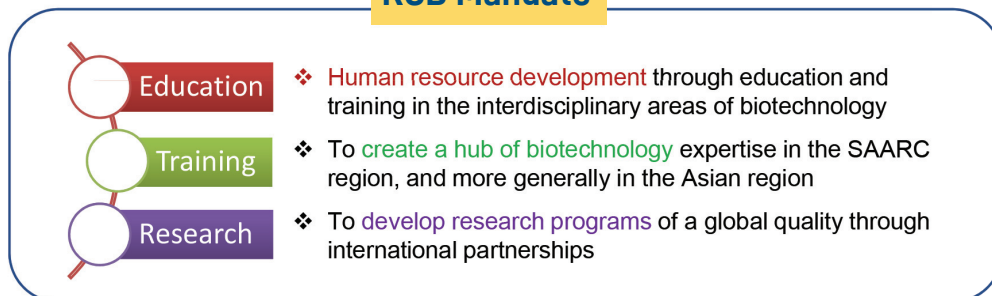 RCB Mandate
Education
❖ Human resource development through education and
training in the interdisciplinary areas of biotechnology
Training
❖ To create a hub of biotechnology expertise in the SAARC
region, and more generally in the Asian region
Research
❖ To develop research programs of a global quality through
international partnerships